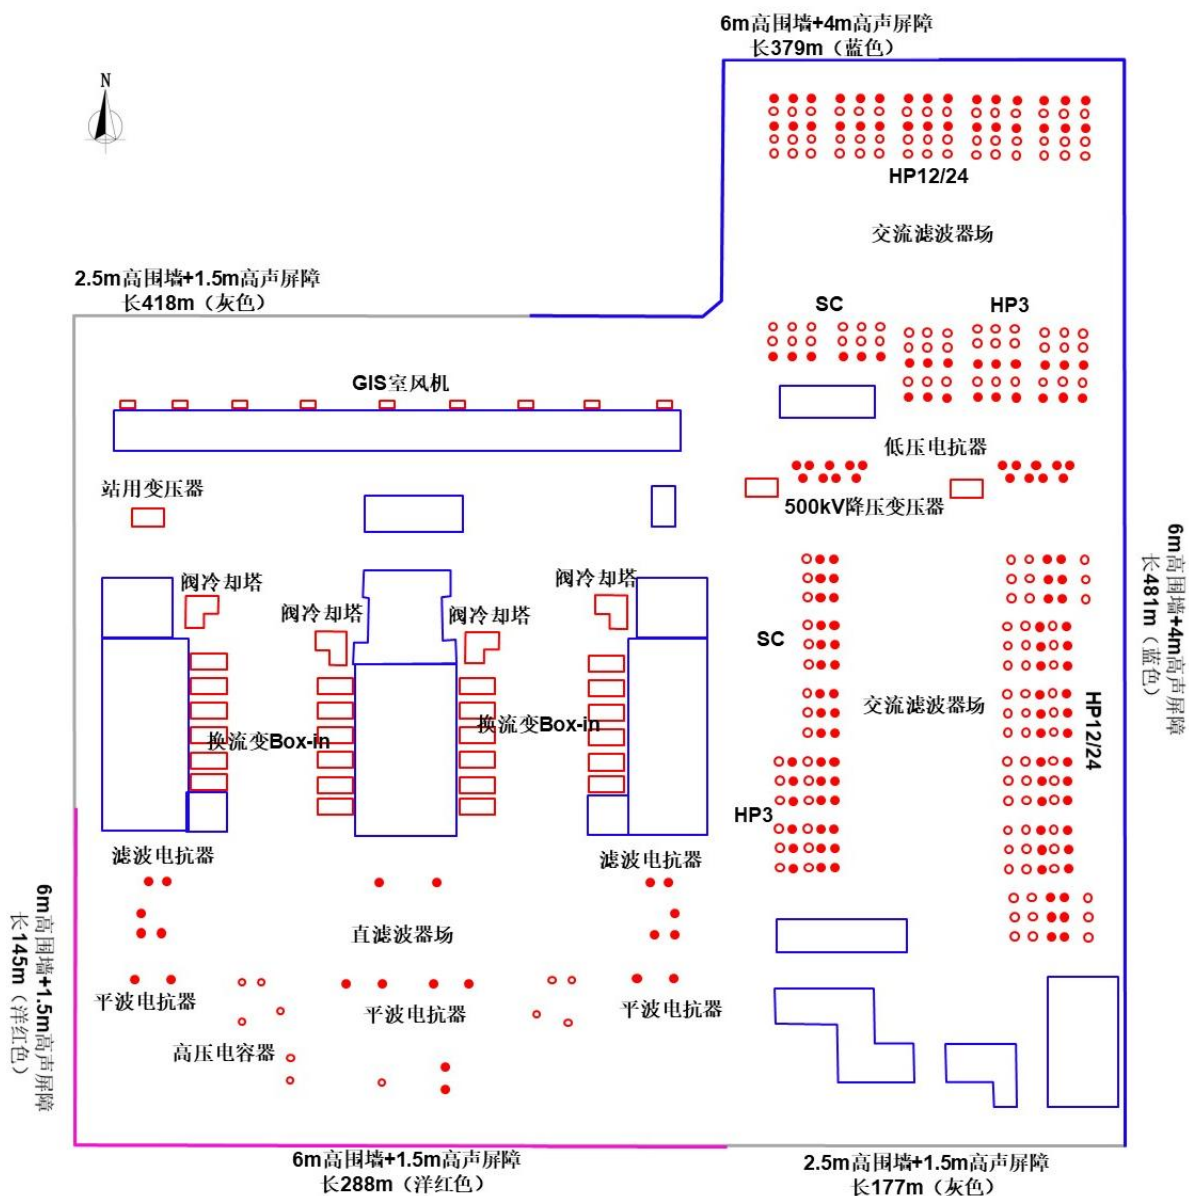 6m高围墙+4m高声屏障
长379m（蓝色）
N
HP12/24
交流滤波器场
2.5m高围墙+1.5m高声屏障
长418m（灰色）
SC
HP3
GIS室风机
低压电抗器
站用变压器
500kV降压变压器
6m高围墙+4m高声屏障
长481m（蓝色）
阀冷却塔
阀冷却塔
阀冷却塔
阀冷却塔
SC
交流滤波器场
HP12/24
换流变Box-in
换流变Box-in
HP3
滤波电抗器
滤波电抗器
6m高围墙+1.5m高声屏障
长145m（洋红色）
直滤波器场
平波电抗器
平波电抗器
平波电抗器
高压电容器
6m高围墙+1.5m高声屏障
长288m（洋红色）
2.5m高围墙+1.5m高声屏障
长177m（灰色）